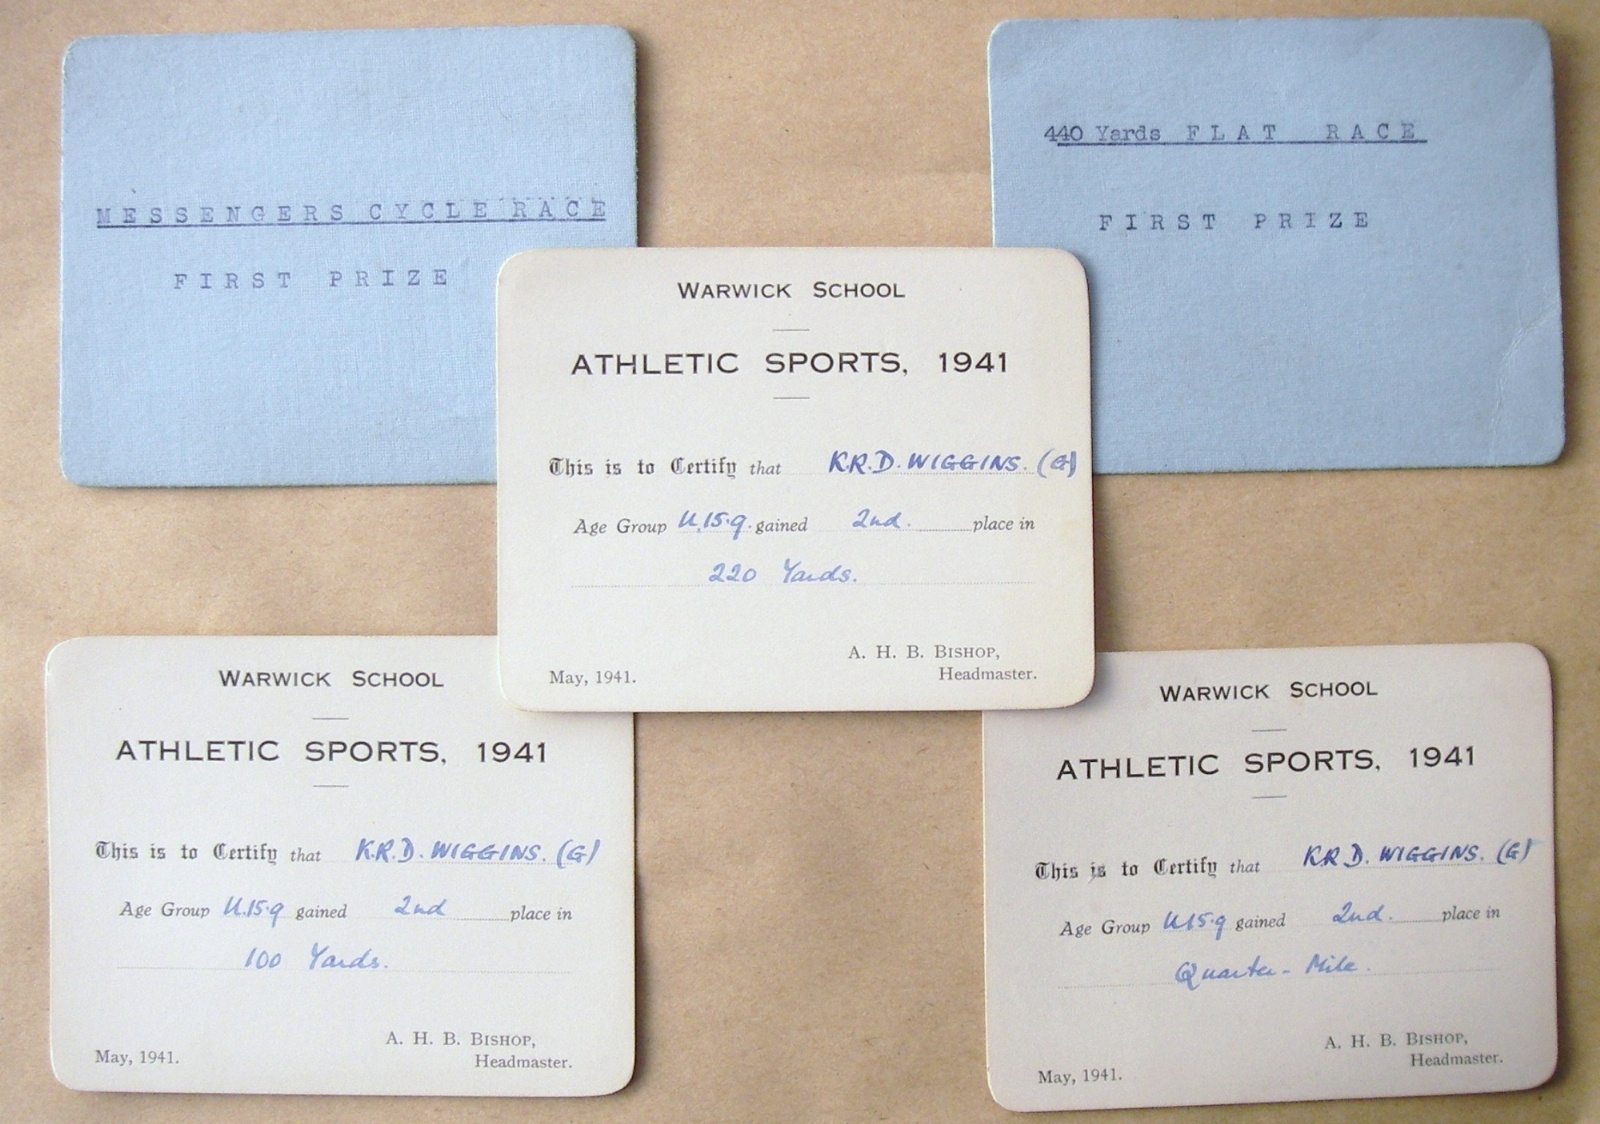 MESSENGERS CYCLE RACE
FIRST PRIZE
440 Yards FLAT RACE
FIRST PRIZE
WARWICK SCHOOL
ATHLETIC SPORTS, 1941
This is to Certify that K.R.D. WIGGINS. (G)
Age Group U.15.9. gained 2nd. place in
220 Yards.
A. H. B. BISHOP,
May, 1941. Headmaster.
WARWICK SCHOOL
ATHLETIC SPORTS, 1941
This is to Certify that K.R.D. WIGGINS. (G)
Age Group U.15.9 gained 2nd place in
100 Yards.
A. H. B. BISHOP,
May, 1941. Headmaster.
WARWICK SCHOOL
ATHLETIC SPORTS, 1941
This is to Certify that K.R D. WIGGINS. (G)
Age Group U15.9 gained 2nd. place in
Quarter-Mile.
A. H. B. BISHOP,
Headmaster.
May, 1941.